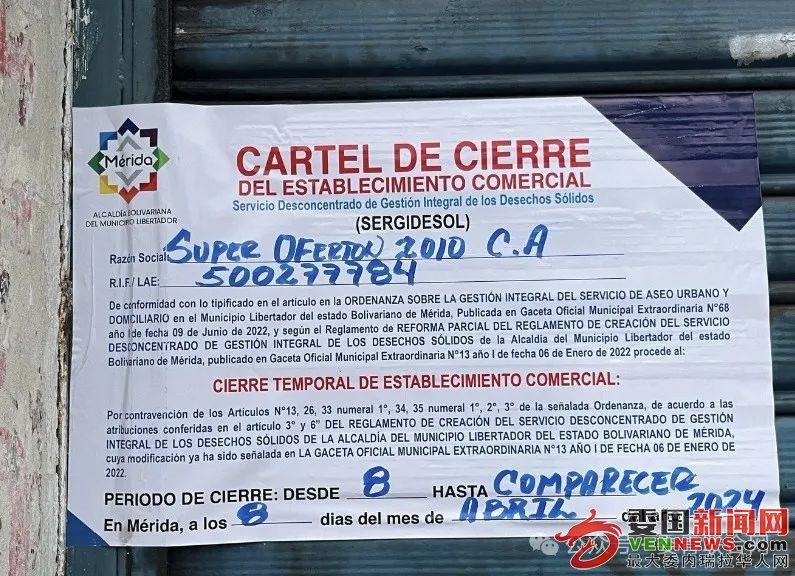 Mérida
ALCALDÍA BOLIVARIANA
DEL MUNICIPIO LIBERTADOR
CARTEL DE CIERRE
DEL ESTABLECIMIENTO COMERCIAL
Servicio Desconcentrado de Gestión Integral de los Desechos Sólidos
(SERGIDESOL)
Razón Social: SUPER OFERTON 2010 C.A
R.I.F./ LAE: 500277784
De conformidad con lo tipificado en el artículo en la ORDENANZA SOBRE LA GESTIÓN INTEGRAL DEL SERVICIO DE ASEO URBANO Y
DOMICILIARIO en el Municipio Libertador del estado Bolivariano de Mérida, Publicada en Gaceta Oficial Municipal Extraordinaria N°68
año I de fecha 09 de Junio de 2022, y según el Reglamento de REFORMA PARCIAL DEL REGLAMENTO DE CREACIÓN DEL SERVICIO
DESCONCENTRADO DE GESTIÓN INTEGRAL DE LOS DESECHOS SÓLIDOS de la Alcaldía del Municipio Libertador del estado
Bolivariano de Mérida, publicado en Gaceta Oficial Municipal Extraordinaria N°13 año I de fecha 06 de Enero de 2022 procede al:
CIERRE TEMPORAL DE ESTABLECIMIENTO COMERCIAL:
Por contravención de los Artículos N°13, 26, 33 numeral 1°, 34, 35 numeral 1°, 2°, 3° de la señalada Ordenanza, de acuerdo a las
atribuciones conferidas en el artículo 3° y 6° DEL REGLAMENTO DE CREACIÓN DEL SERVICIO DESCONCENTRADO DE GESTIÓN
INTEGRAL DE LOS DESECHOS SÓLIDOS DE LA ALCALDÍA DEL MUNICIPIO LIBERTADOR DEL ESTADO BOLIVARIANO DE MÉRIDA,
cuya modificación ya ha sido señalada en LA GACETA OFICIAL MUNICIPAL EXTRAORDINARIA N°13 AÑO I DE FECHA 06 DE ENERO DE
2022.
PERIODO DE CIERRE: DESDE 8 HASTA COMPARECER
En Mérida, a los 8 dias del mes de ABRIL 2024
委国新闻网
VENNEWS.COM
最大委内瑞拉华人网